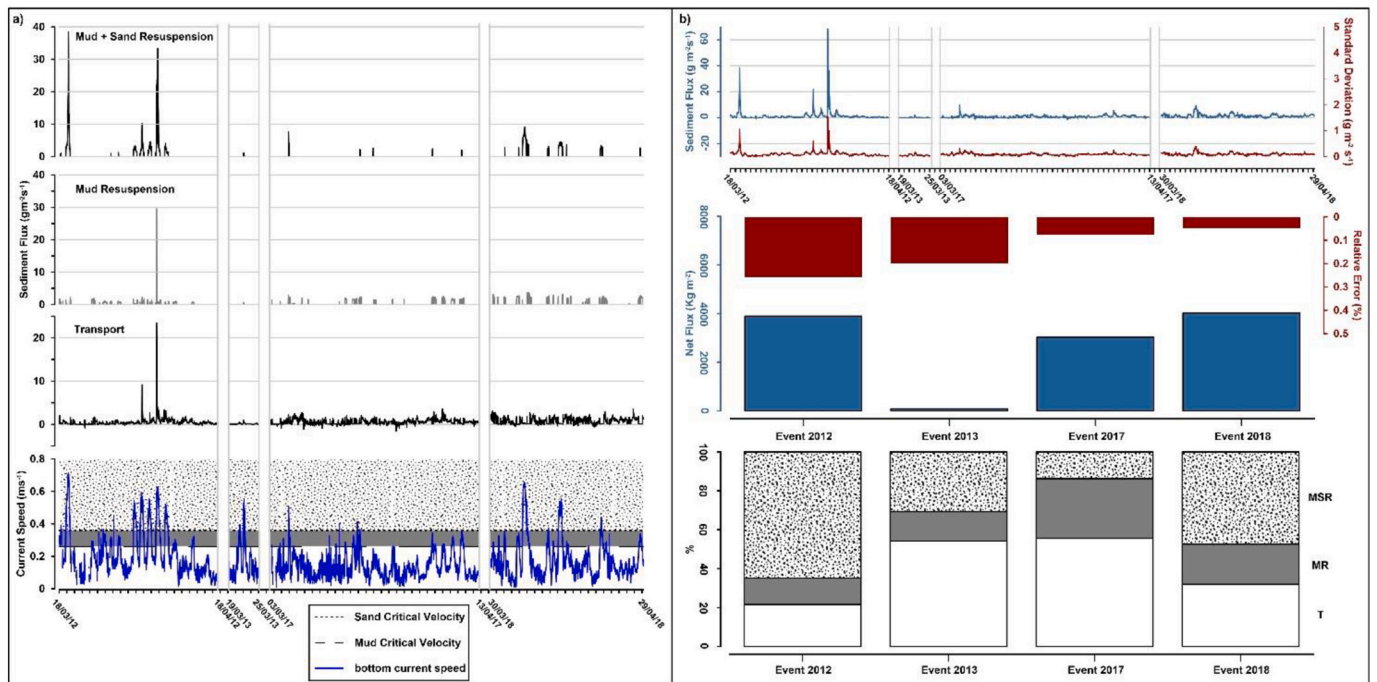 a)
Mud + Sand Resuspension
40
30
20
10
0
Sediment Flux (gm⁻²s⁻¹)
Mud Resuspension
40
30
20
10
0
Transport
20
10
0
Current Speed (ms⁻¹)
0.8
0.6
0.4
0.2
0
18/03/12
18/04/12
19/03/13
25/03/13
03/03/17
13/04/17
30/03/18
29/04/18
Sand Critical Velocity
Mud Critical Velocity
bottom current speed
b)
Sediment Flux (g m⁻²s⁻¹)
60
40
20
0
-20
Standard Deviation (g m⁻² s⁻¹)
5
4
3
2
1
0
18/03/12
18/04/12
19/03/13
25/03/13
03/03/17
13/04/17
30/03/18
29/04/18
Net Flux (Kg m⁻²)
8000
6000
4000
2000
0
Relative Error (%)
0
0.1
0.2
0.3
0.4
0.5
Event 2012
Event 2013
Event 2017
Event 2018
%
100
80
60
40
20
0
MSR
MR
T
Event 2012
Event 2013
Event 2017
Event 2018